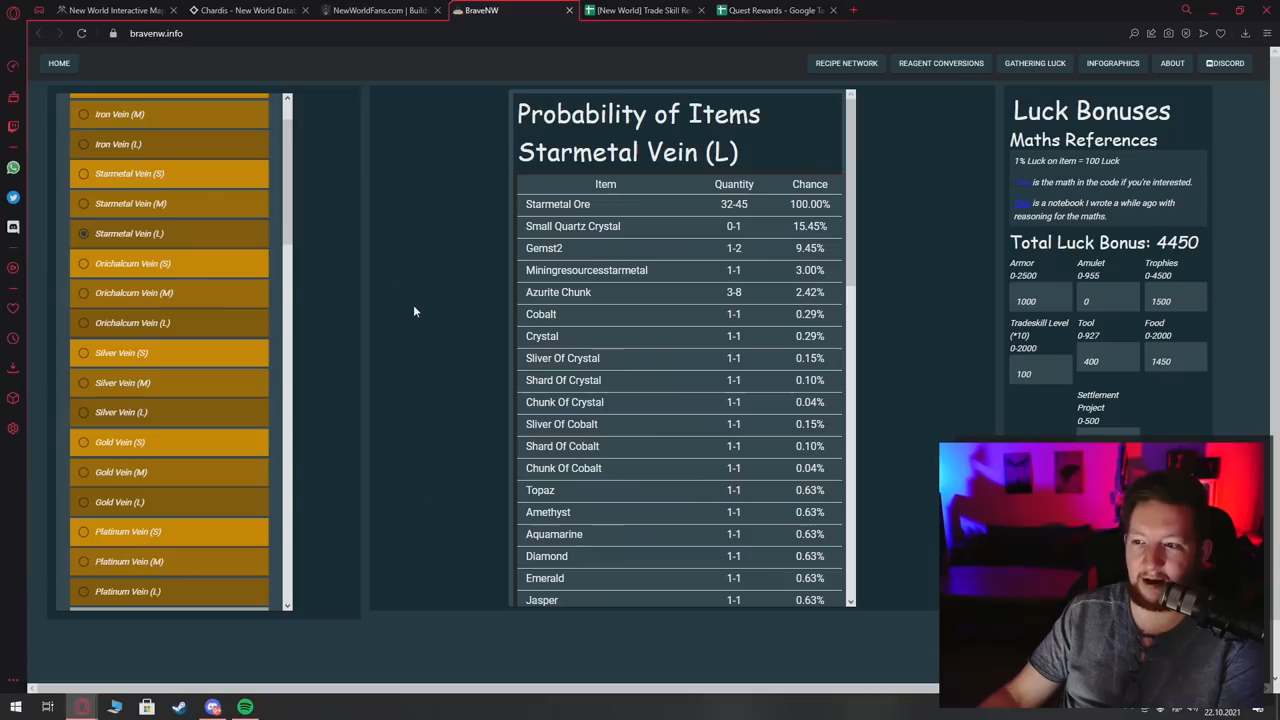 New World Interactive Map
Chardis - New World Data
NewWorldFans.com | Build
BraveNW
[New] World] Trade Skill Re
Quest Rewards - Google Ta
bravenw.info
HOME
RECIPE NETWORK
REAGENT CONVERSIONS
GATHERING LUCK
INFOGRAPHICS
ABOUT
DISCORD
Iron Vein (M)
Iron Vein (L)
Starmetal Vein (S)
Starmetal Vein (M)
Starmetal Vein (L)
Orichalcum Vein (S)
Orichalcum Vein (M)
Orichalcum Vein (L)
Silver Vein (S)
Silver Vein (M)
Silver Vein (L)
Gold Vein (S)
Gold Vein (M)
Gold Vein (L)
Platinum Vein (S)
Platinum Vein (M)
Platinum Vein (L)
Probability of Items
Starmetal Vein (L)
Item Quantity Chance
Starmetal Ore 32-45 100.00%
Small Quartz Crystal 0-1 15.45%
Gemst2 1-2 9.45%
Miningresourcesstarmetal 1-1 3.00%
Azurite Chunk 3-8 2.42%
Cobalt 1-1 0.29%
Crystal 1-1 0.29%
Sliver Of Crystal 1-1 0.15%
Shard Of Crystal 1-1 0.10%
Chunk Of Crystal 1-1 0.04%
Sliver Of Cobalt 1-1 0.15%
Shard Of Cobalt 1-1 0.10%
Chunk Of Cobalt 1-1 0.04%
Topaz 1-1 0.63%
Amethyst 1-1 0.63%
Aquamarine 1-1 0.63%
Diamond 1-1 0.63%
Emerald 1-1 0.63%
Jasper 1-1 0.63%
Luck Bonuses
Maths References
1% Luck on item = 100 Luck
is the math in the code if you're interested.
is a notebook I wrote a while ago with
reasoning for the maths.
Total Luck Bonus: 4450
Armor Amulet Trophies
0-2500 0-955 0-4500
1000 0 1500
Tradeskill Level Tool Food
(*10) 0-927 0-2000
0-2000
100 400 1450
Settlement
Project
0-500
22.10.2021